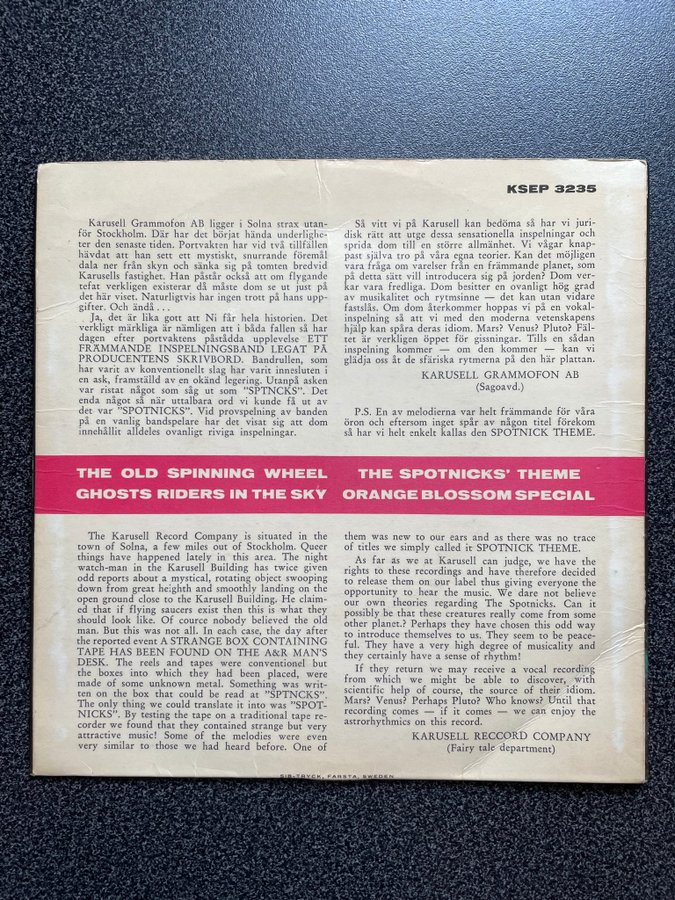 KSEP 3235
Karusell Grammofon AB ligger i Solna strax utan-
för Stockholm. Där har det börjat hända underlighe-
ter den senaste tiden. Portvakten har vid två tillfällen
hävdat att han sett ett mystiskt, snurrande föremål
dala ner från skyn och sänka sig på tomten bredvid
Karusells fastighet. Han påstår också att om flygande
tefat verkligen existerar då måste dom se ut just på
det här viset. Naturligtvis har ingen trott på hans upp-
gifter. Och ändå . . .
Ja, det är lika gott att Ni får hela historien. Det
verkligt märkliga är nämligen att i båda fallen så har
dagen efter portvaktens påstådda upplevelse ETT
FRÄMMANDE INSPELNINGSBAND LEGAT PÅ
PRODUCENTENS SKRIVBORD. Bandrullen, som
har varit av konventionellt slag har varit innesluten i
en ask, framställd av en okänd legering. Utanpå asken
var ristat något som såg ut som "SPTNCKS". Det
enda något så när uttalbara ord vi kunde få ut av
det var "SPOTNICKS". Vid provspelning av banden
på en vanlig bandspelare har det visat sig att dom
innehållit alldeles ovanligt riviga inspelningar.
Så vitt vi på Karusell kan bedöma så har vi juri-
disk rätt att utge dessa sensationella inspelningar och
sprida dom till en större allmänhet. Vi vågar knap-
past själva tro på våra egna teorier. Kan det möjligen
vara fråga om varelser från en främmande planet, som
på detta sätt vill introducera sig på jorden? Dom ver-
kar vara fredliga. Dom besitter en ovanligt hög grad
av musikalitet och rytmsinne — det kan utan vidare
fastslås. Om dom återkommer hoppas vi på en vokal-
inspelning så att vi med den moderna vetenskapens
hjälp kan spåra deras idiom. Mars? Venus? Pluto? Fäl-
tet är verkligen öppet för gissningar. Tills en sådan
inspelning kommer — om den kommer — kan vi
glädja oss åt de sfäriska rytmerna på den här plattan.
KARUSELL GRAMMOFON AB
(Sagoavd.)
P.S. En av melodierna var helt främmande för våra
öron och eftersom inget spår av någon titel förekom
så har vi helt enkelt kallas den SPOTNICK THEME.
THE OLD SPINNING WHEEL THE SPOTNICKS' THEME
GHOSTS RIDERS IN THE SKY ORANGE BLOSSOM SPECIAL
The Karusell Record Company is situated in the
town of Solna, a few miles out of Stockholm. Queer
things have happened lately in this area. The night
watch-man in the Karusell Building has twice given
odd reports about a mystical, rotating object swooping
down from great heighth and smoothly landing on the
open ground close to the Karusell Building. He claim-
ed that if flying saucers exist then this is what they
should look like. Of cource nobody believed the old
man. But this was not all. In each case, the day after
the reported event A STRANGE BOX CONTAINING
TAPE HAS BEEN FOUND ON THE A&R MAN'S
DESK. The reels and tapes were conventionel but
the boxes into which they had been placed, were
made of some unknown metal. Something was writ-
ten on the box that could be read at "SPTNCKS".
The only thing we could translate it into was "SPOT-
NICKS". By testing the tape on a traditional tape re-
corder we found that they contained strange but very
attractive music! Some of the melodies were even
very similar to those we had heard before. One of
them was new to our ears and as there was no trace
of titles we simply called it SPOTNICK THEME.
As far as we at Karusell can judge, we have the
rights to these recordings and have therefore decided
to release them on our label thus giving everyone the
opportunity to hear the music. We dare not believe
our own theories regarding The Spotnicks. Can it
possibly be that these creatures really come from some
other planet.? Perhaps they have chosen this odd way
to introduce themselves to us. They seem to be peace-
ful. They have a very high degree of musicality and
they certainly have a sense of rhythm!
If they return we may receive a vocal recording
from which we might be able to discover, with
scientific help of course, the source of their idiom.
Mars? Venus? Perhaps Pluto? Who knows? Until that
recording comes — if it comes — we can enjoy the
astrorhythmics on this record.
KARUSELL RECCORD COMPANY
(Fairy tale department)
SIB-TRYCK, FARSTA, SWEDEN